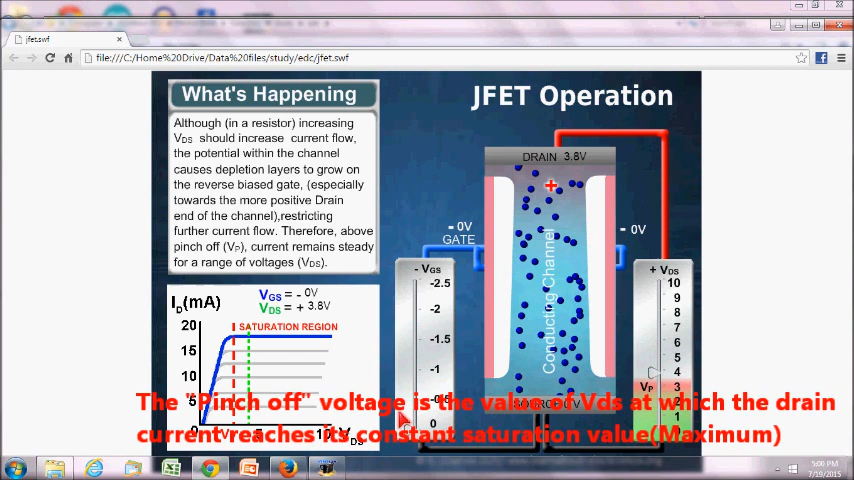 jfet.swf
file:///C:/Home%20Drive/Data%20files/study/edc/jfet.swf
What's Happening
Although (in a resistor) increasing
VDS should increase current flow,
the potential within the channel
causes depletion layers to grow on
the reverse biased gate, (especially
towards the more positive Drain
end of the channel),restricting
further current flow. Therefore, above
pinch off (VP), current remains steady
for a range of voltages (VDS).
JFET Operation
DRAIN 3.8V
- 0V
GATE
- 0V
Conducting Channel
- VGS
-2.5
-2
-1.5
-1
-0.5
0
+ VDS
10
9
8
7
6
5
4
3
2
1
VP
ID(mA)
VGS = - 0V
VDS = + 3.8V
SATURATION REGION
20
15
10
5
0
10
VDS
The "Pinch off" voltage is the value of Vds at which the drain
current reaches its constant saturation value(Maximum)
5:00 PM
7/19/2015